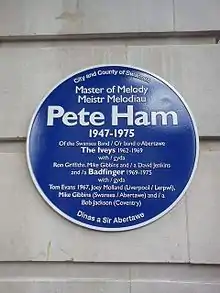 City and County of Swansea
Master of Melody
Meistr Melodïau
Pete Ham
1947-1975
Of the Swansea Band / O'r band o Abertawe
The Iveys 1962-1969
with / gyda
Ron Griffiths, Mike Gibbins and / a David Jenkins
and /a Badfinger 1969-1975
with / gyda
Tom Evans 1967, Joey Molland (Liverpool / Lerpwl),
Mike Gibbins (Swansea / Abertawe) and / a
Bob Jackson (Coventry)
Dinas a Sir Abertawe